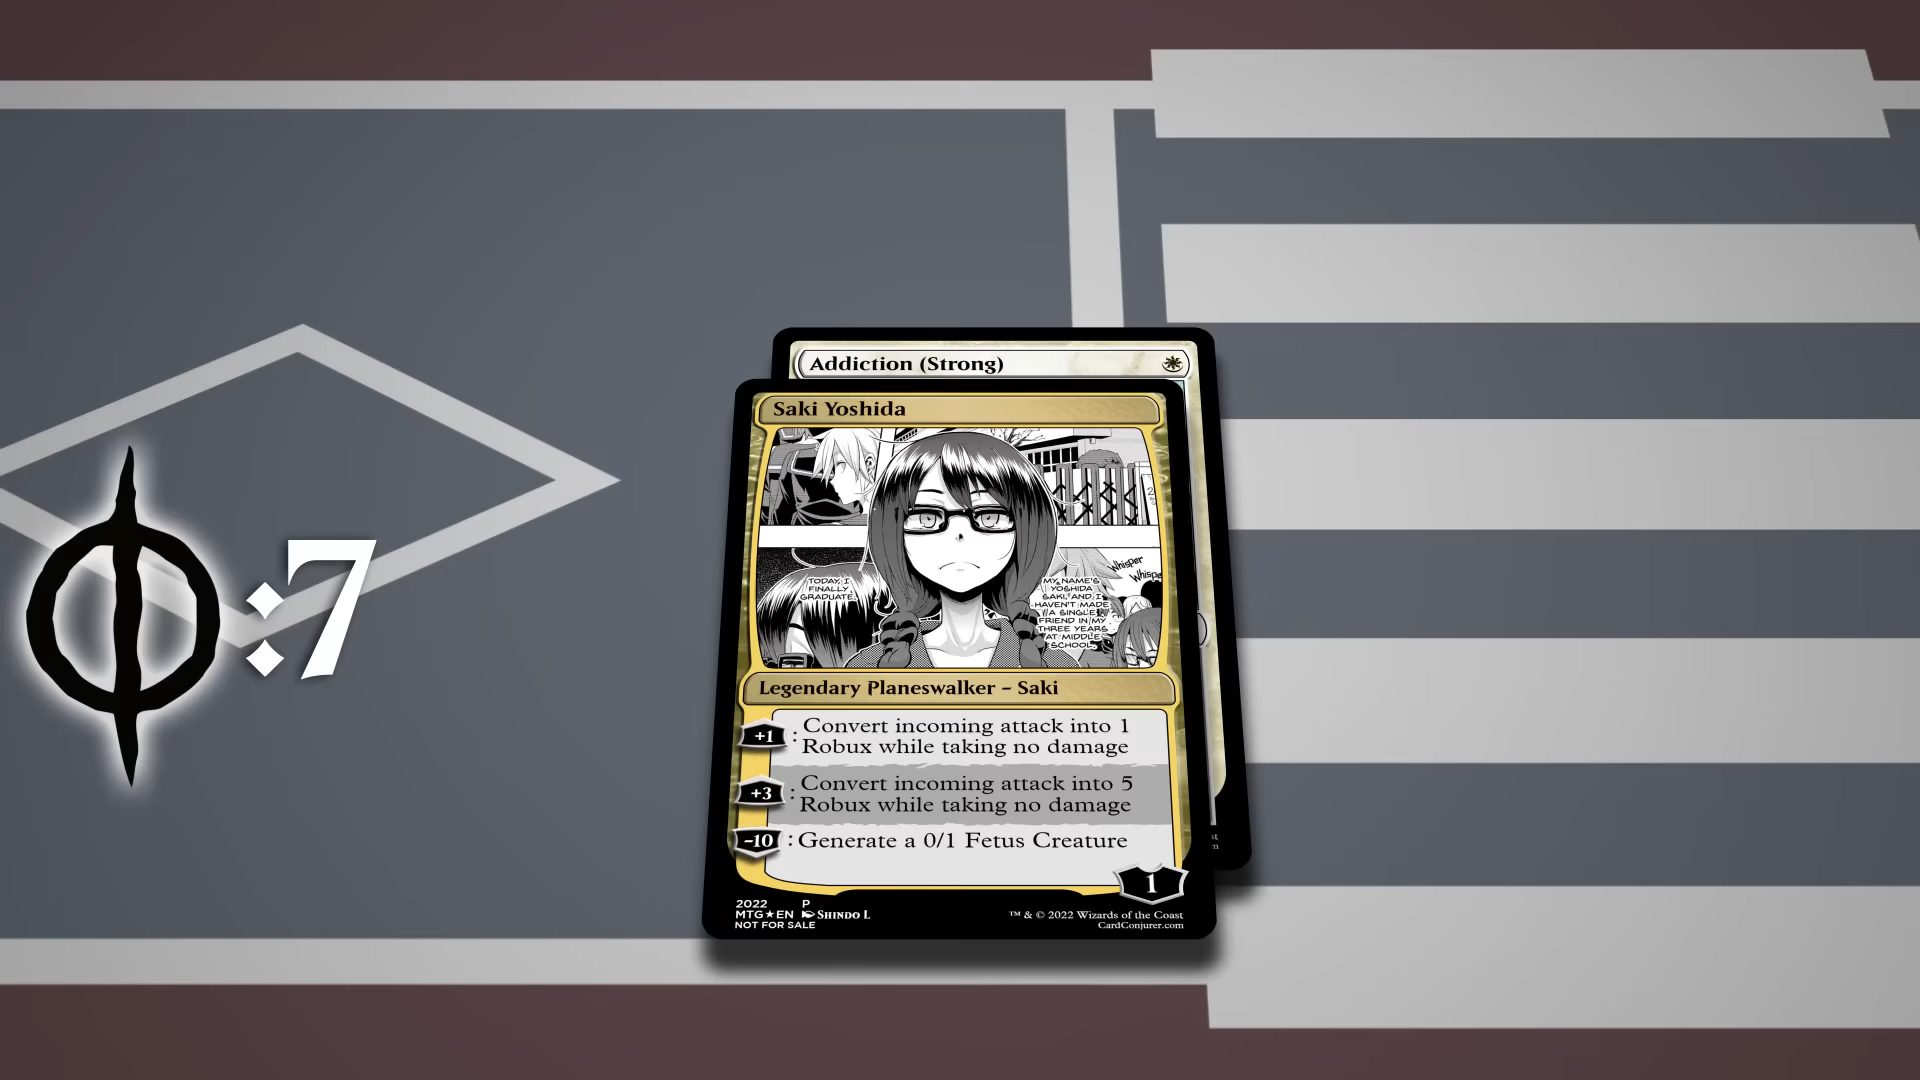 :7
Addiction (Strong)
Saki Yoshida
TODAY, I
FINALLY
GRADUATE.
Whisper
Whisper
MY NAME'S
YOSHIDA
SAKI, AND I
HAVEN'T MADE
A SINGLE
FRIEND IN MY
THREE YEARS
AT MIDDLE
SCHOOL.
2
Legendary Planeswalker – Saki
+1 : Convert incoming attack into 1
Robux while taking no damage
+3 : Convert incoming attack into 5
Robux while taking no damage
-10 : Generate a 0/1 Fetus Creature
1
2022 P
MTG★EN SHINDO L
NOT FOR SALE
™ & © 2022 Wizards of the Coast
CardConjurer.com
st
m